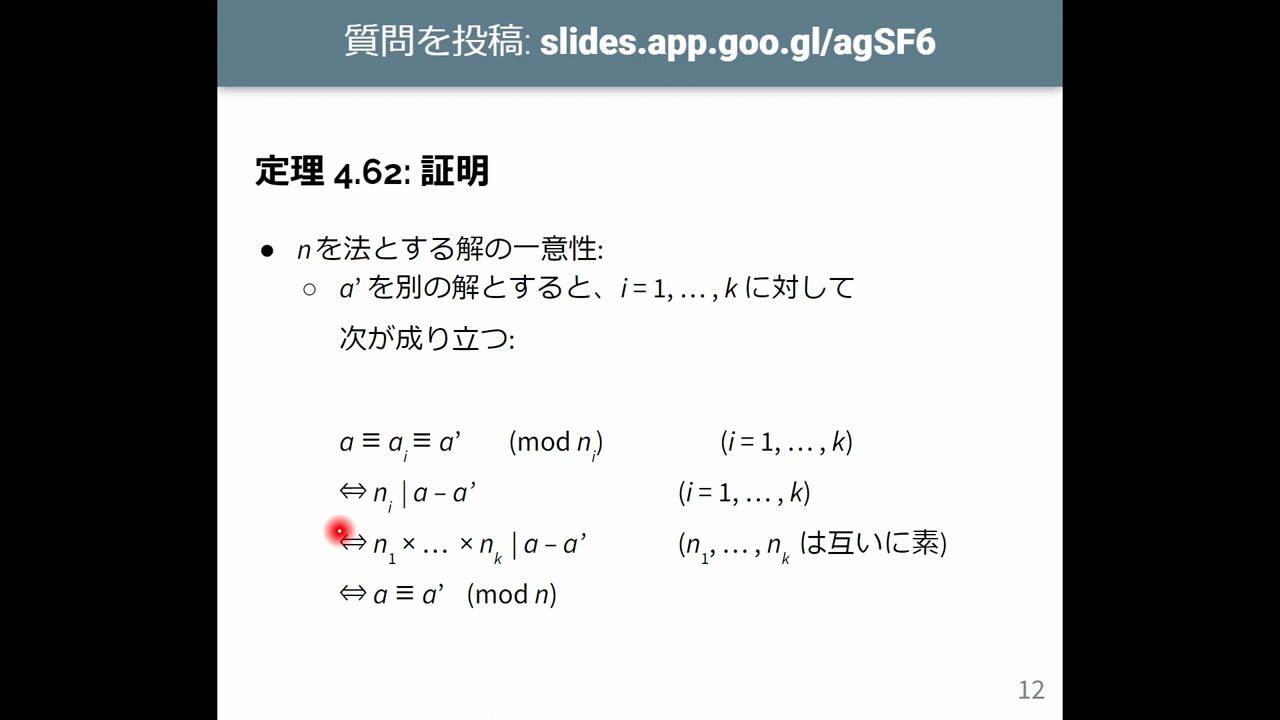 質問を投稿: slides.app.goo.gl/agSF6
定理 4.62: 証明
● nを法とする解の一意性:
○ a’ を別の解とすると、i = 1, … , k に対して
次が成り立つ:
a ≡ aᵢ ≡ a’ (mod nᵢ) (i = 1, … , k)
⇔ nᵢ | a – a’ (i = 1, … , k)
⇔ n₁ × … × nₖ | a – a’ (n₁, … , nₖ は互いに素)
⇔ a ≡ a’ (mod n)
12